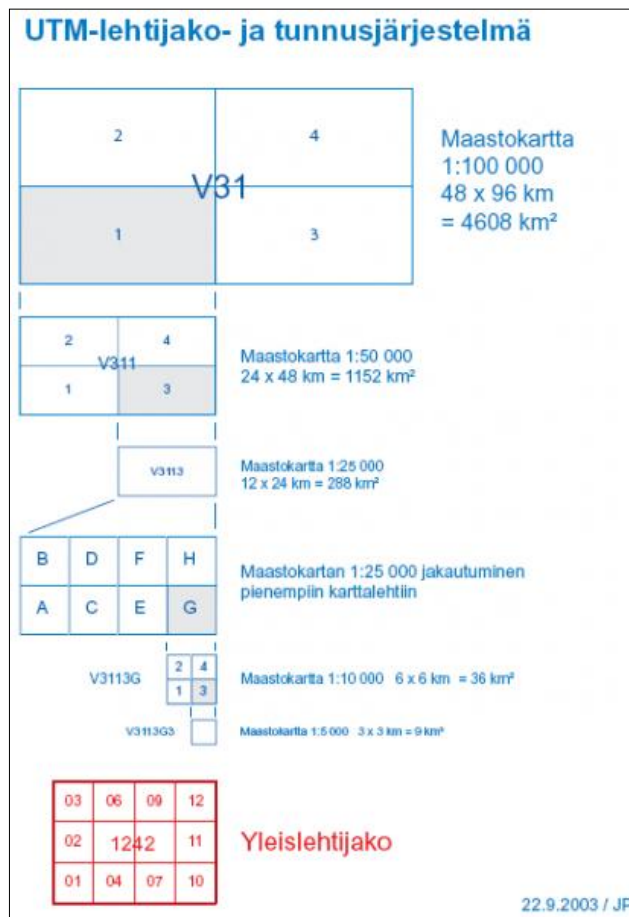 UTM-lehtijako- ja tunnusjärjestelmä
2 4
V31
1 3
Maastokartta
1:100 000
48 x 96 km
= 4608 km²
2 4
V311
1 3
Maastokartta 1:50 000
24 x 48 km = 1152 km²
V3113
Maastokartta 1:25 000
12 x 24 km = 288 km²
B D F H
A C E G
Maastokartan 1:25 000 jakautuminen
pienempiin karttalehtiin
V3113G
2 4
1 3
Maastokartta 1:10 000 6 x 6 km = 36 km²
V3113G3
Maastokartta 1:5 000 3 x 3 km = 9 km²
03 06 09 12
02 1242 11
01 04 07 10
Yleislehtijako
22.9.2003 / JP